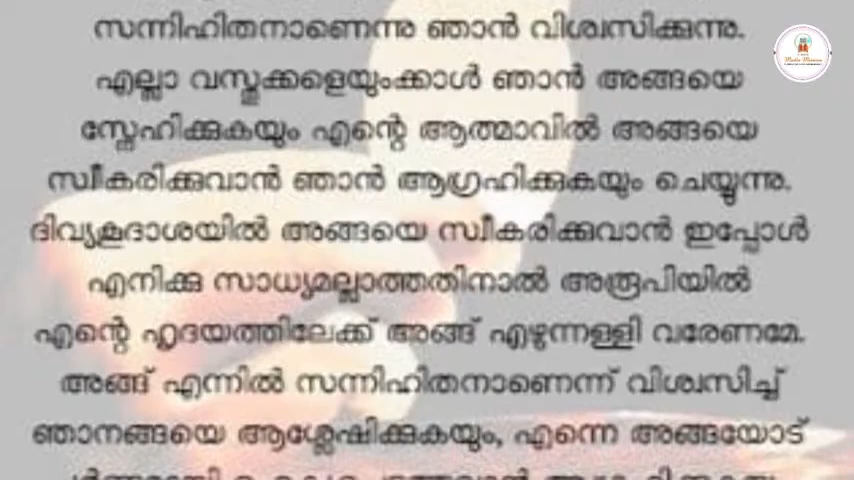 സന്നിഹിതനാണെന്നു ഞാൻ വിശ്വസിക്കുന്നു.
എല്ലാ വസ്തുക്കളെയുംക്കാൾ ഞാൻ അങ്ങയെ
സ്നേഹിക്കുകയും എന്റെ ആത്മാവിൽ അങ്ങയെ
സ്വീകരിക്കുവാൻ ഞാൻ ആഗ്രഹിക്കുകയും ചെയ്യുന്നു.
ദിവ്യകൂദാശയിൽ അങ്ങയെ സ്വീകരിക്കുവാൻ ഇപ്പോൾ
എനിക്കു സാധ്യമല്ലാത്തതിനാൽ അരൂപിയിൽ
എന്റെ ഹൃദയത്തിലേക്ക് അങ്ങ് എഴുന്നള്ളി വരേണമേ.
അങ്ങ് എന്നിൽ സന്നിഹിതനാണെന്ന് വിശ്വസിച്ച്
ഞാനങ്ങയെ ആശ്ലേഷിക്കുകയും, എന്നെ അങ്ങയോട്